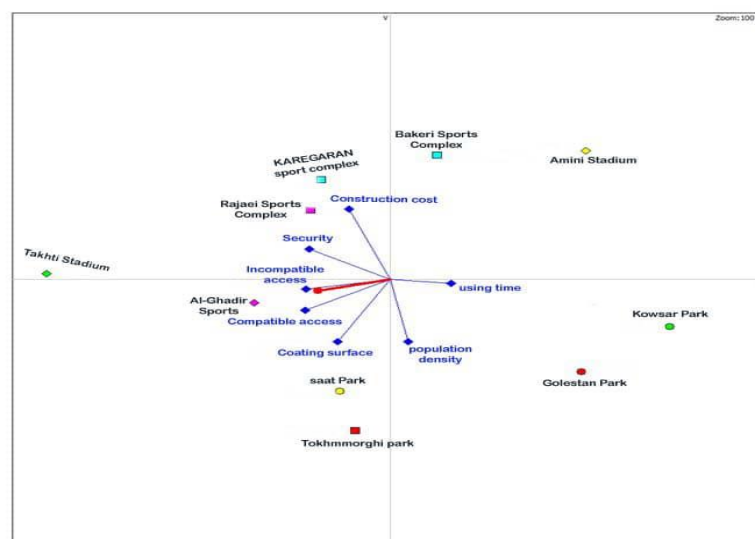 V
Zoom: 100
Bakeri Sports
Complex
Amini Stadium
KAREGARAN
sport complex
Rajaei Sports
Complex
Construction cost
Security
Takhti Stadium
Incompatible
access
using time
Al-Ghadir
Sports
Compatible access
Kowsar Park
Coating surface
population
density
saat Park
Golestan Park
Tokhmmorghi park